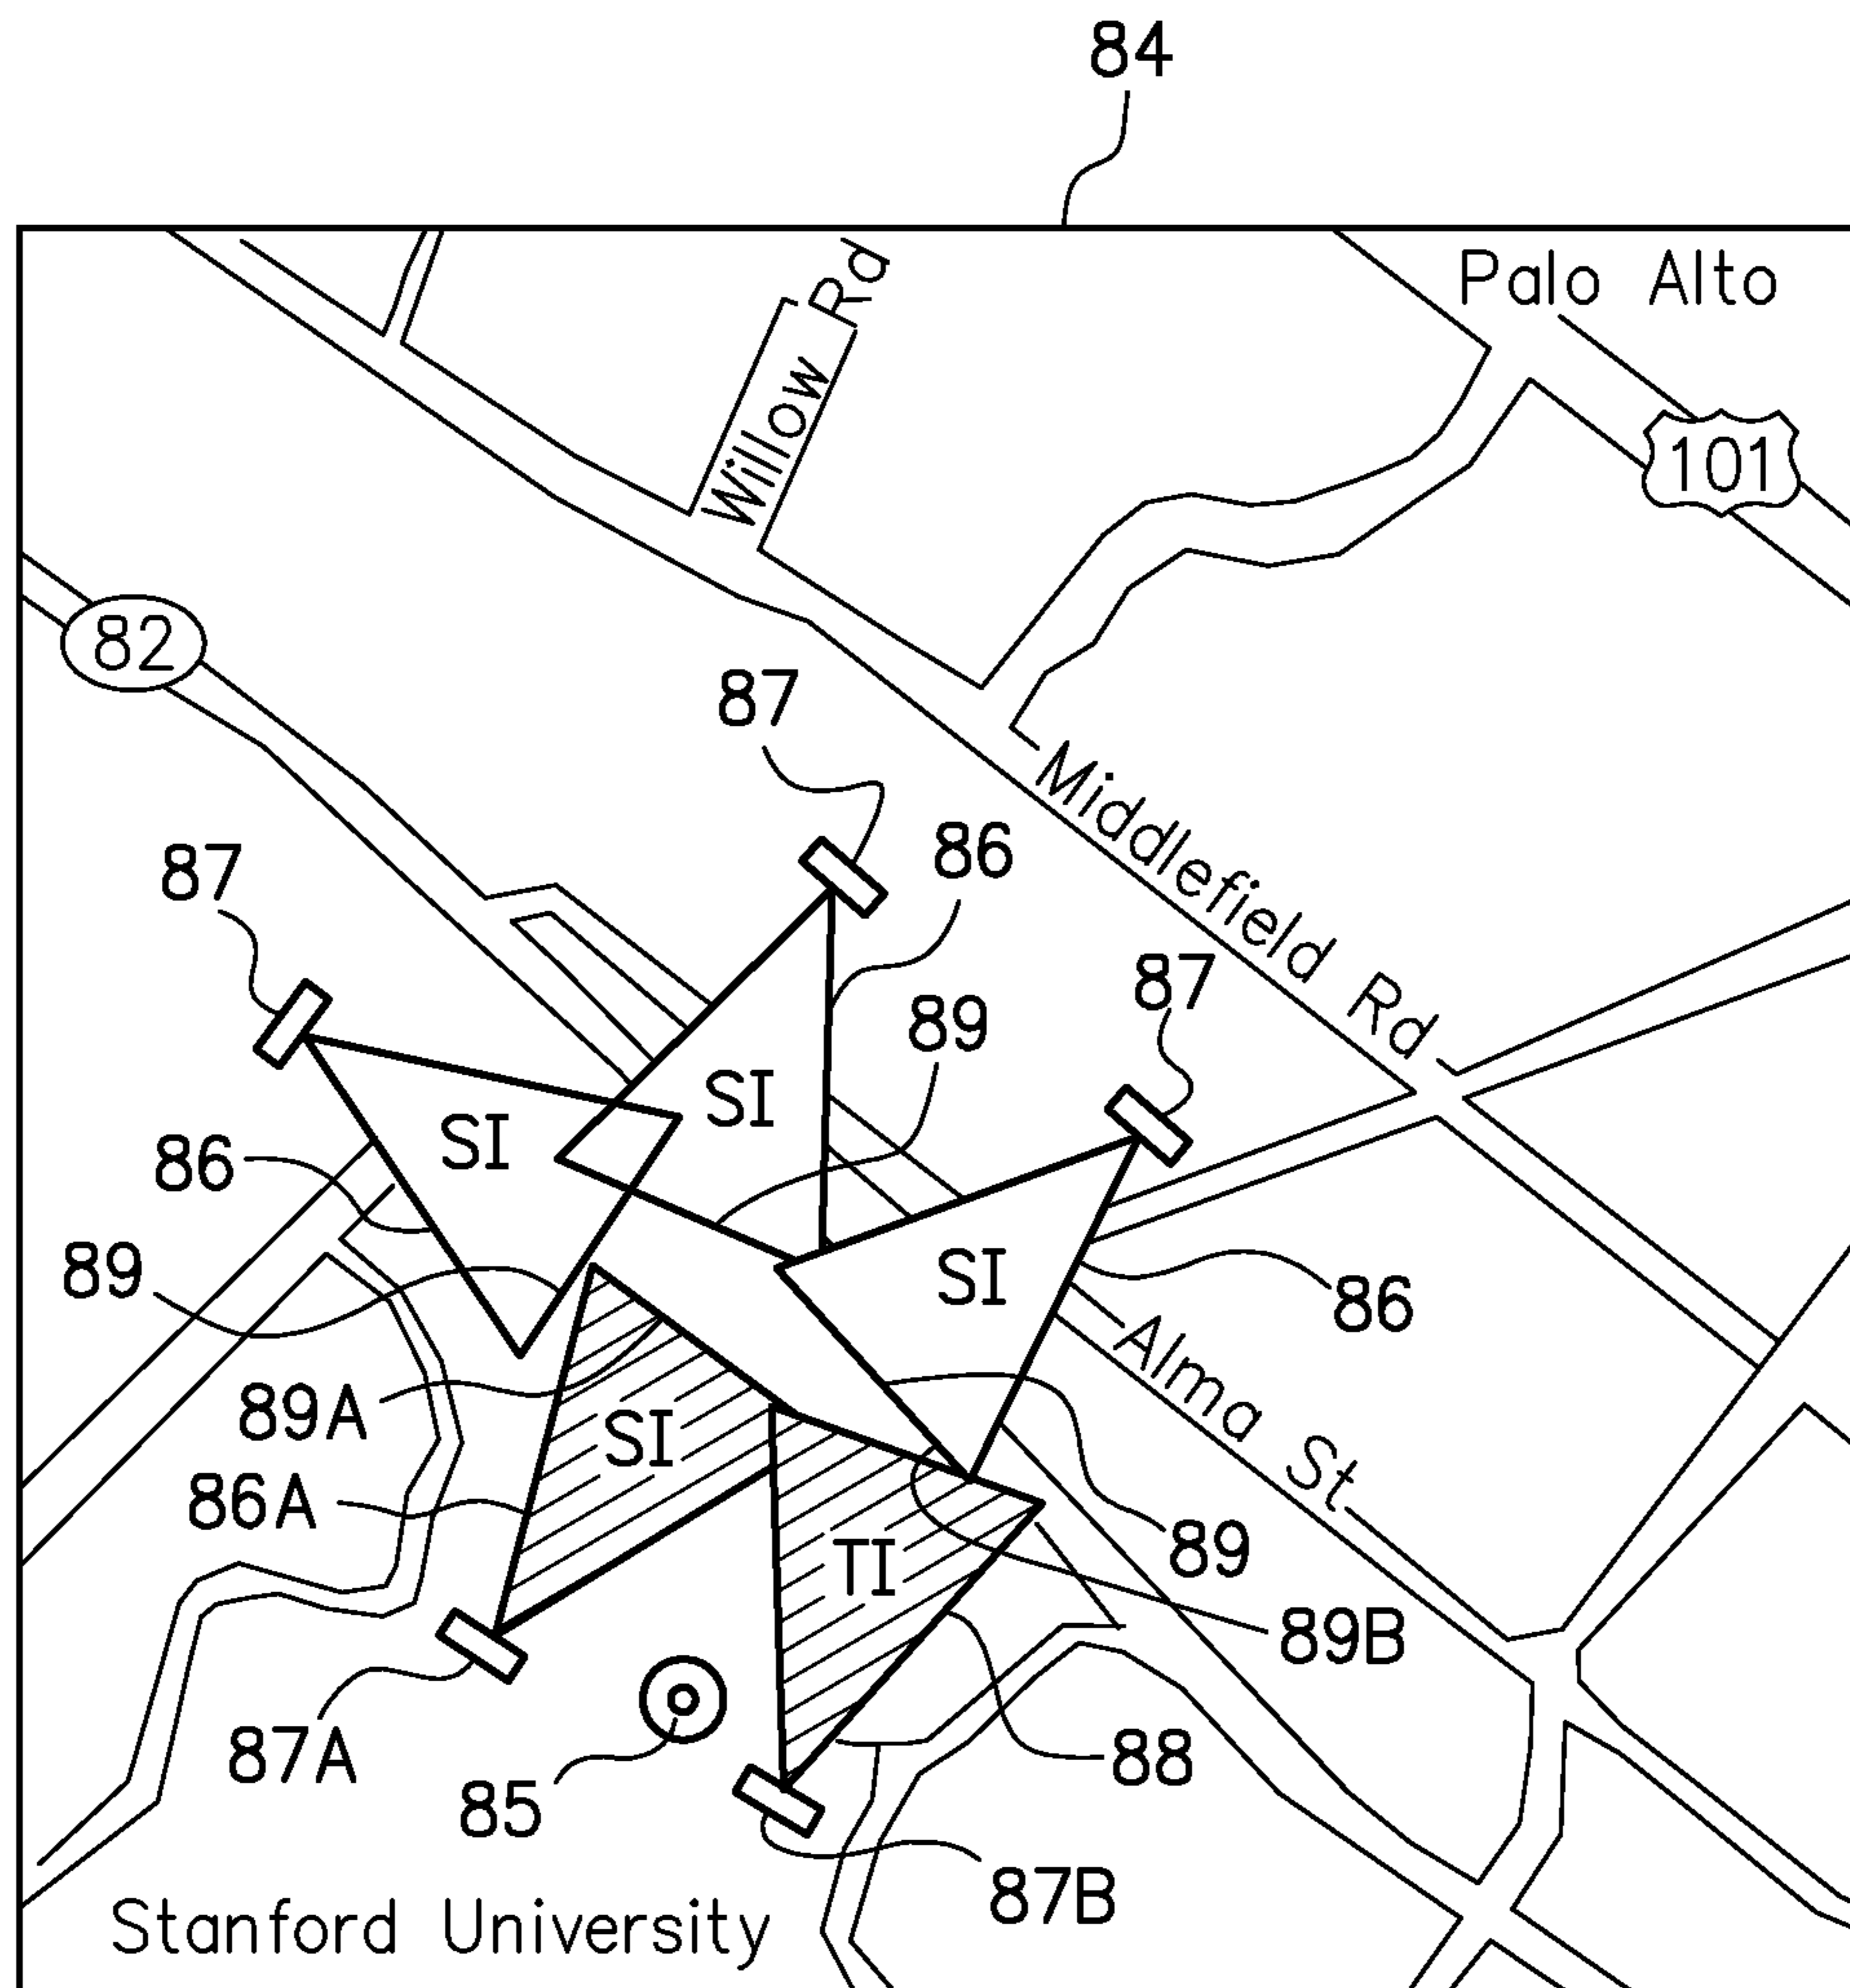 84
Palo Alto
Willow Rd
101
82
87
Middlefield Rd
86
87
87
89
SI
SI
86
89
SI
86
Alma St
89A
SI
86A
89
TI
89B
87A
88
85
87B
Stanford University